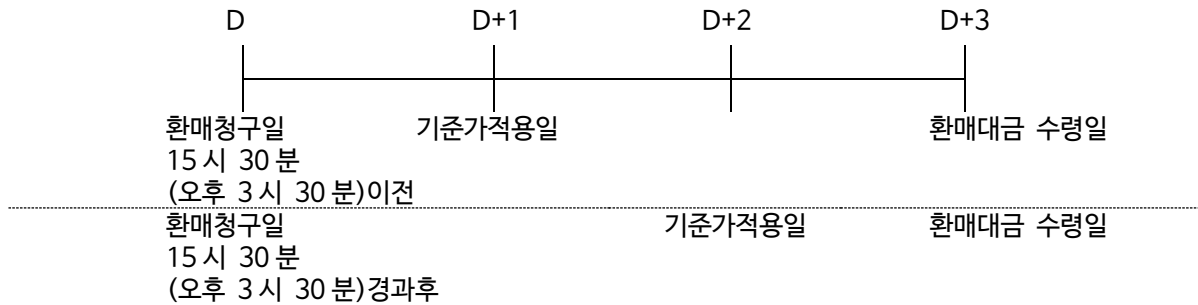 D D+1 D+2 D+3
환매청구일 기준가적용일 환매대금 수령일
15 시 30 분
(오후 3 시 30 분)이전
환매청구일 기준가적용일 환매대금 수령일
15 시 30 분
(오후 3 시 30 분)경과후